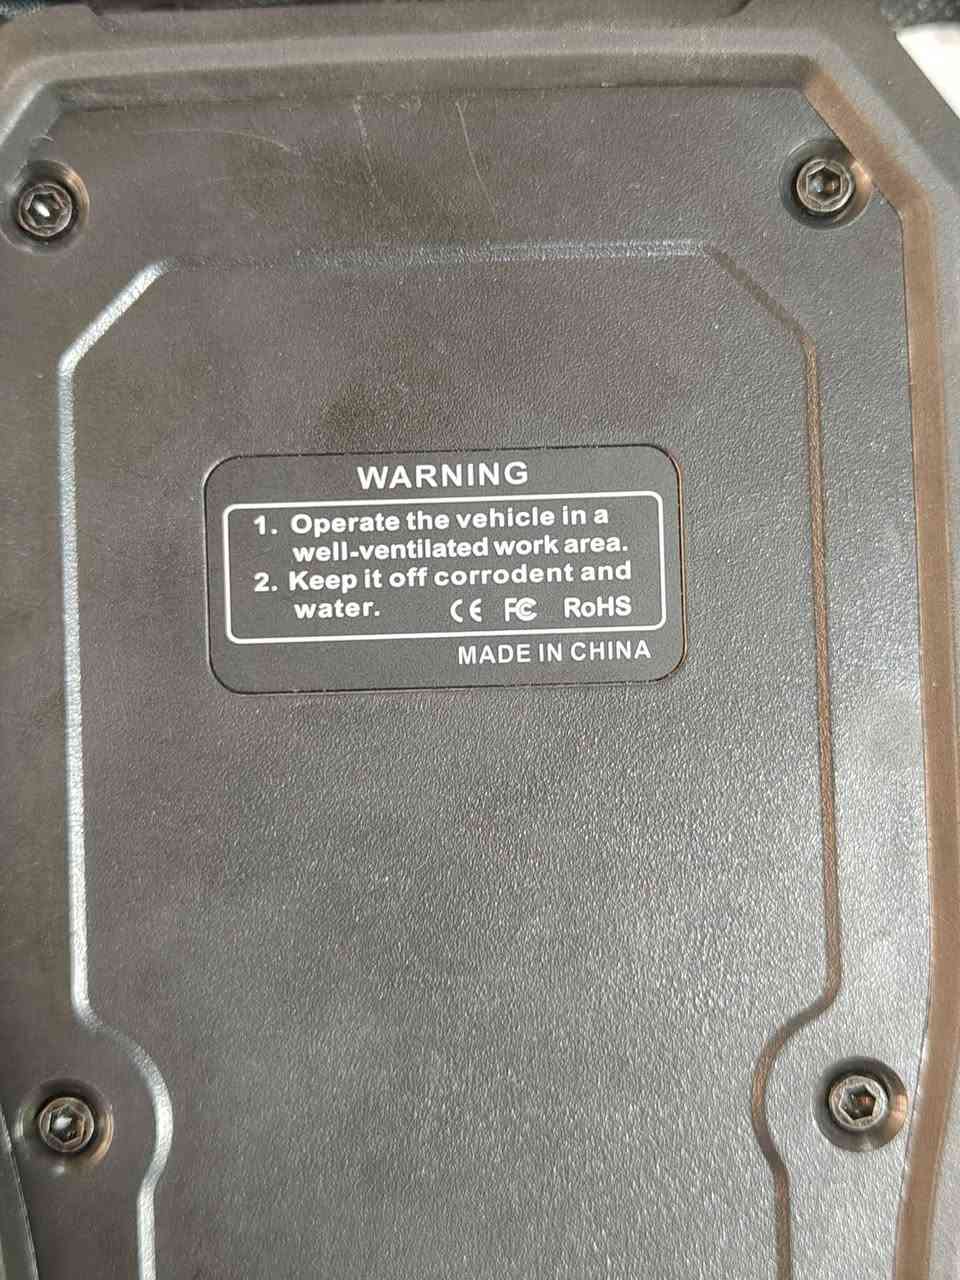 WARNING
1. Operate the vehicle in a
well-ventilated work area.
2. Keep it off corrodent and
water. CE FC RoHS
MADE IN CHINA